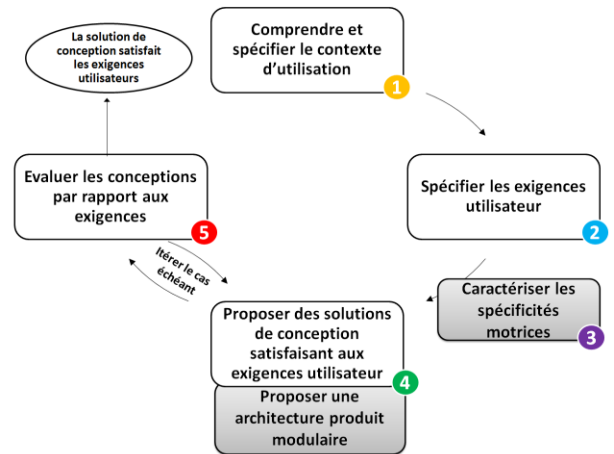 La solution de
conception satisfait
les exigences
utilisateurs
Comprendre et
spécifier le contexte
d'utilisation
1
Spécifier les exigences
utilisateur
2
Caractériser les
spécificités
motrices
3
Proposer des solutions
de conception
satisfaisant aux
exigences utilisateur
4
Proposer une
architecture produit
modulaire
Evaluer les conceptions
par rapport aux
exigences
5
Itérer le cas
échéant